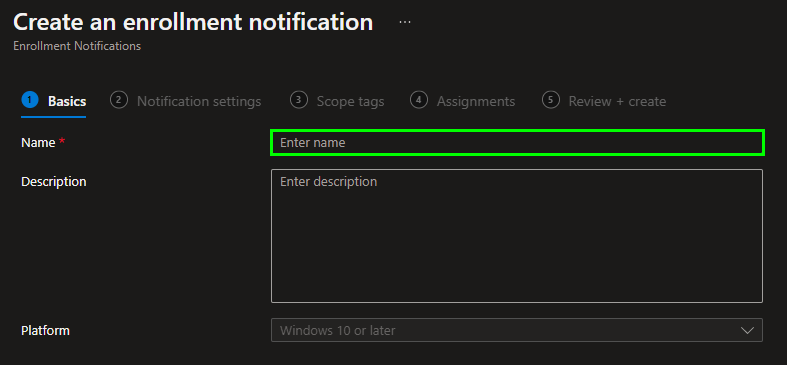 Create an enrollment notification ...
Enrollment Notifications
1 Basics 2 Notification settings 3 Scope tags 4 Assignments 5 Review + create
Name * Enter name
Description Enter description
Platform Windows 10 or later